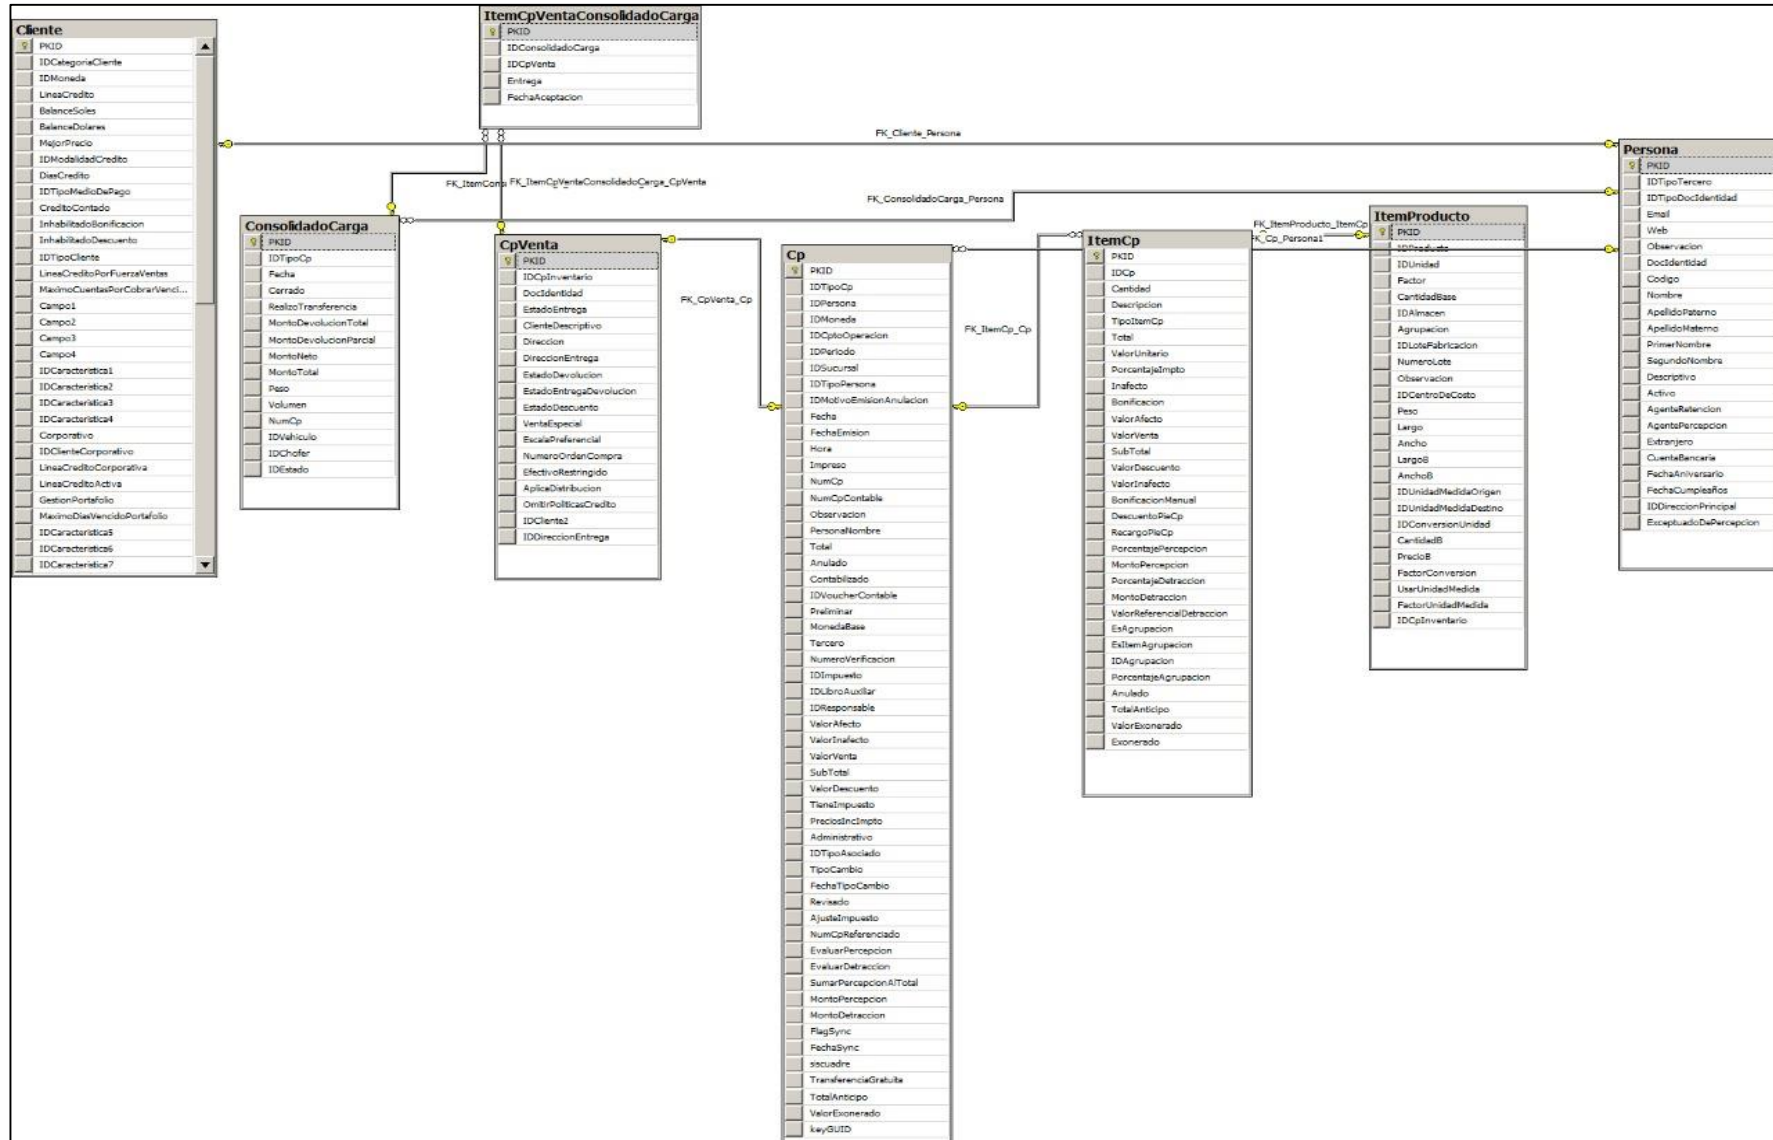 Cliente
PKID
IDCategoriaCliente
IDMoneda
LineaCredito
BalanceSoles
BalanceDolares
MejorPrecio
IDModalidadCredito
DiasCredito
IDTipoMedioDePago
CreditoContado
InhabilitadoBonificacion
InhabilitadoDescuento
IDTipoCliente
LineaCreditoPorFuerzaVentas
MaximoCuentasPorCobrarVenci...
Campo1
Campo2
Campo3
Campo4
IDCaracteristica1
IDCaracteristica2
IDCaracteristica3
IDCaracteristica4
Corporativo
IDClienteCorporativo
LineaCreditoCorporativa
LineaCreditoActiva
GestionPortafolio
MaximoDiasVencidoPortafolio
IDCaracteristica5
IDCaracteristica6
IDCaracteristica7
ItemCpVentaConsolidadoCarga
PKID
IDConsolidadoCarga
IDCpVenta
Entrega
FechaAceptacion
FK_Cliente_Persona
FK_ItemCons
FK_ItemCpVentaConsolidadoCarga_CpVenta
FK_ConsolidadoCarga_Persona
ConsolidadoCarga
PKID
IDTipoCp
Fecha
Cerrado
RealizoTransferencia
MontoDevolucionTotal
MontoDevolucionParcial
MontoNeto
MontoTotal
Peso
Volumen
NumCp
IDVehiculo
IDChofer
IDEstado
CpVenta
PKID
IDCpInventario
DocIdentidad
EstadoEntrega
ClienteDescriptivo
Direccion
DireccionEntrega
EstadoDevolucion
EstadoEntregaDevolucion
EstadoDescuento
VentaEspecial
EscalaPreferencial
NumeroOrdenCompra
EfectivoRestringido
AplicaDistribucion
OmitirPoliticasCredito
IDCliente2
IDDireccionEntrega
FK_CpVenta_Cp
Cp
PKID
IDTipoCp
IDPersona
IDMoneda
IDCptoOperacion
IDPeriodo
IDSucursal
IDTipoPersona
IDMotivoEmisionAnulacion
Fecha
FechaEmision
Hora
Impreso
NumCp
NumCpContable
Observacion
PersonaNombre
Total
Anulado
Contabilizado
IDVoucherContable
Preliminar
MonedaBase
Tercero
NumeroVerificacion
IDImpuesto
IDLibroAuxiliar
IDResponsable
ValorAfecto
ValorInafecto
ValorVenta
SubTotal
ValorDescuento
TieneImpuesto
PreciosIncImpto
Administrativo
IDTipoAsociado
TipoCambio
FechaTipoCambio
Revisado
AjusteImpuesto
NumCpReferenciado
EvaluarPercepcion
EvaluarDetraccion
SumarPercepcionAlTotal
MontoPercepcion
MontoDetraccion
FlagSync
FechaSync
sscuadre
TransferenciaGratuita
TotalAnticipo
ValorExonerado
keyGUID
FK_ItemCp_Cp
ItemCp
PKID
IDCp
Cantidad
Descripcion
TipoItemCp
Total
ValorUnitario
PorcentajeImpto
Inafecto
Bonificacion
ValorAfecto
ValorVenta
SubTotal
ValorDescuento
ValorInafecto
BonificacionManual
DescuentoPieCp
RecargoPieCp
PorcentajePercepcion
MontoPercepcion
PorcentajeDetraccion
MontoDetraccion
ValorReferencialDetraccion
EsAgrupacion
EsItemAgrupacion
IDAgrupacion
PorcentajeAgrupacion
Anulado
TotalAnticipo
ValorExonerado
Exonerado
FK_ItemProducto_ItemCp
FK_Cp_Persona1
ItemProducto
PKID
IDProducto
IDUnidad
Factor
CantidadBase
IDAlmacen
Agrupacion
IDLoteFabricacion
NumeroLote
Observacion
IDCentroDeCosto
Peso
Largo
Ancho
LargoB
AnchoB
IDUnidadMedidaOrigen
IDUnidadMedidaDestino
IDConversionUnidad
CantidadB
PrecioB
FactorConversion
UsarUnidadMedida
FactorUnidadMedida
IDCpInventario
Persona
PKID
IDTipoTercero
IDTipoDocIdentidad
Email
Web
Observacion
DocIdentidad
Codigo
Nombre
ApellidoPaterno
ApellidoMaterno
PrimerNombre
SegundoNombre
Descriptivo
Activo
AgenteRetencion
AgentePercepcion
Extranjero
CuentaBancaria
FechaAniversario
FechaCumpleaños
IDDireccionPrincipal
ExceptuadoDePercepcion